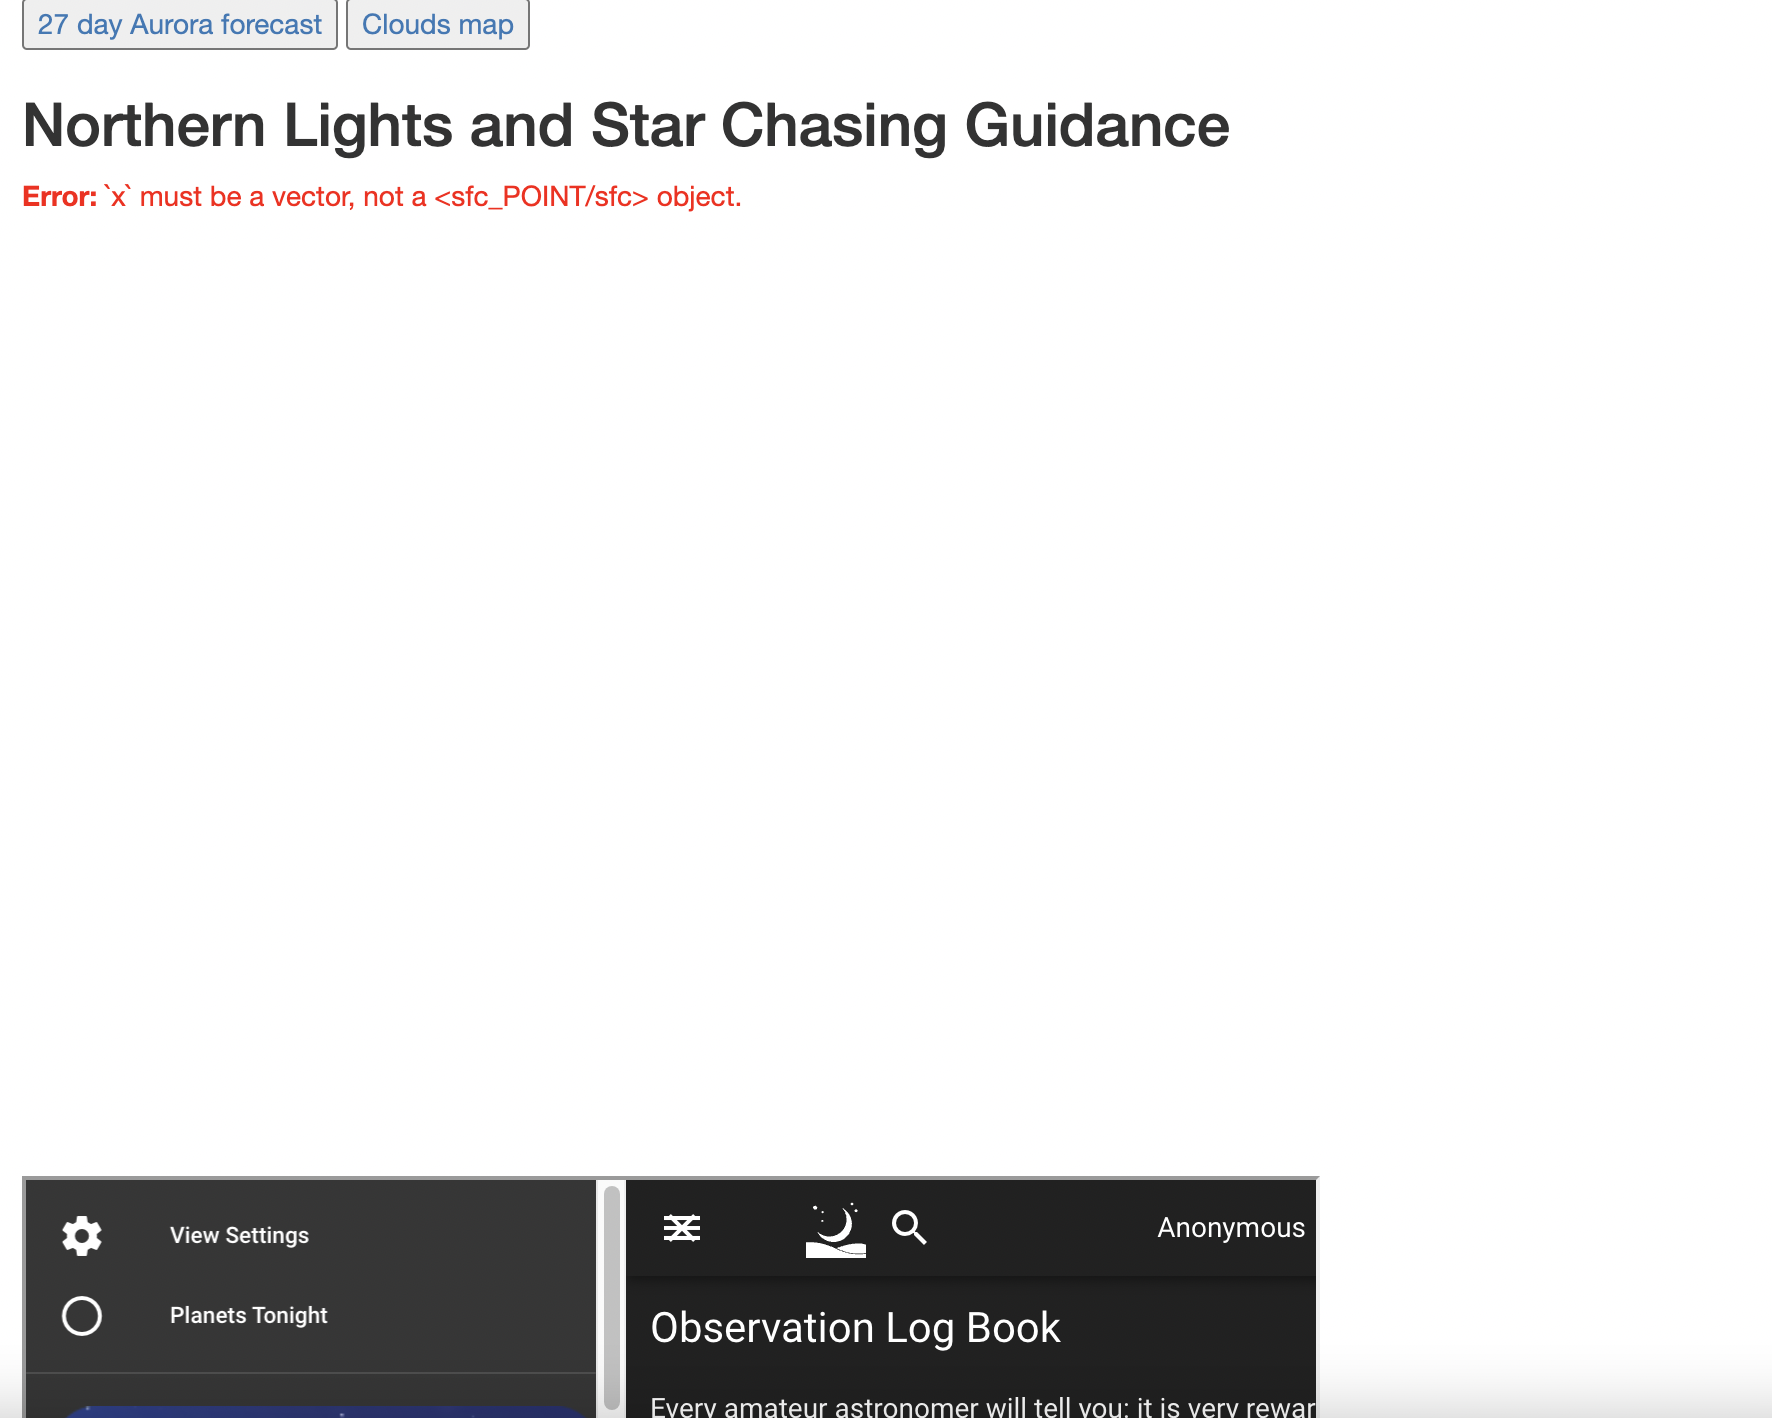 27 day Aurora forecast Clouds map
Northern Lights and Star Chasing Guidance
Error: `x` must be a vector, not a <sfc_POINT/sfc> object.
View Settings
Anonymous
Planets Tonight
Observation Log Book
Every amateur astronomer will tell you: it is very rewar